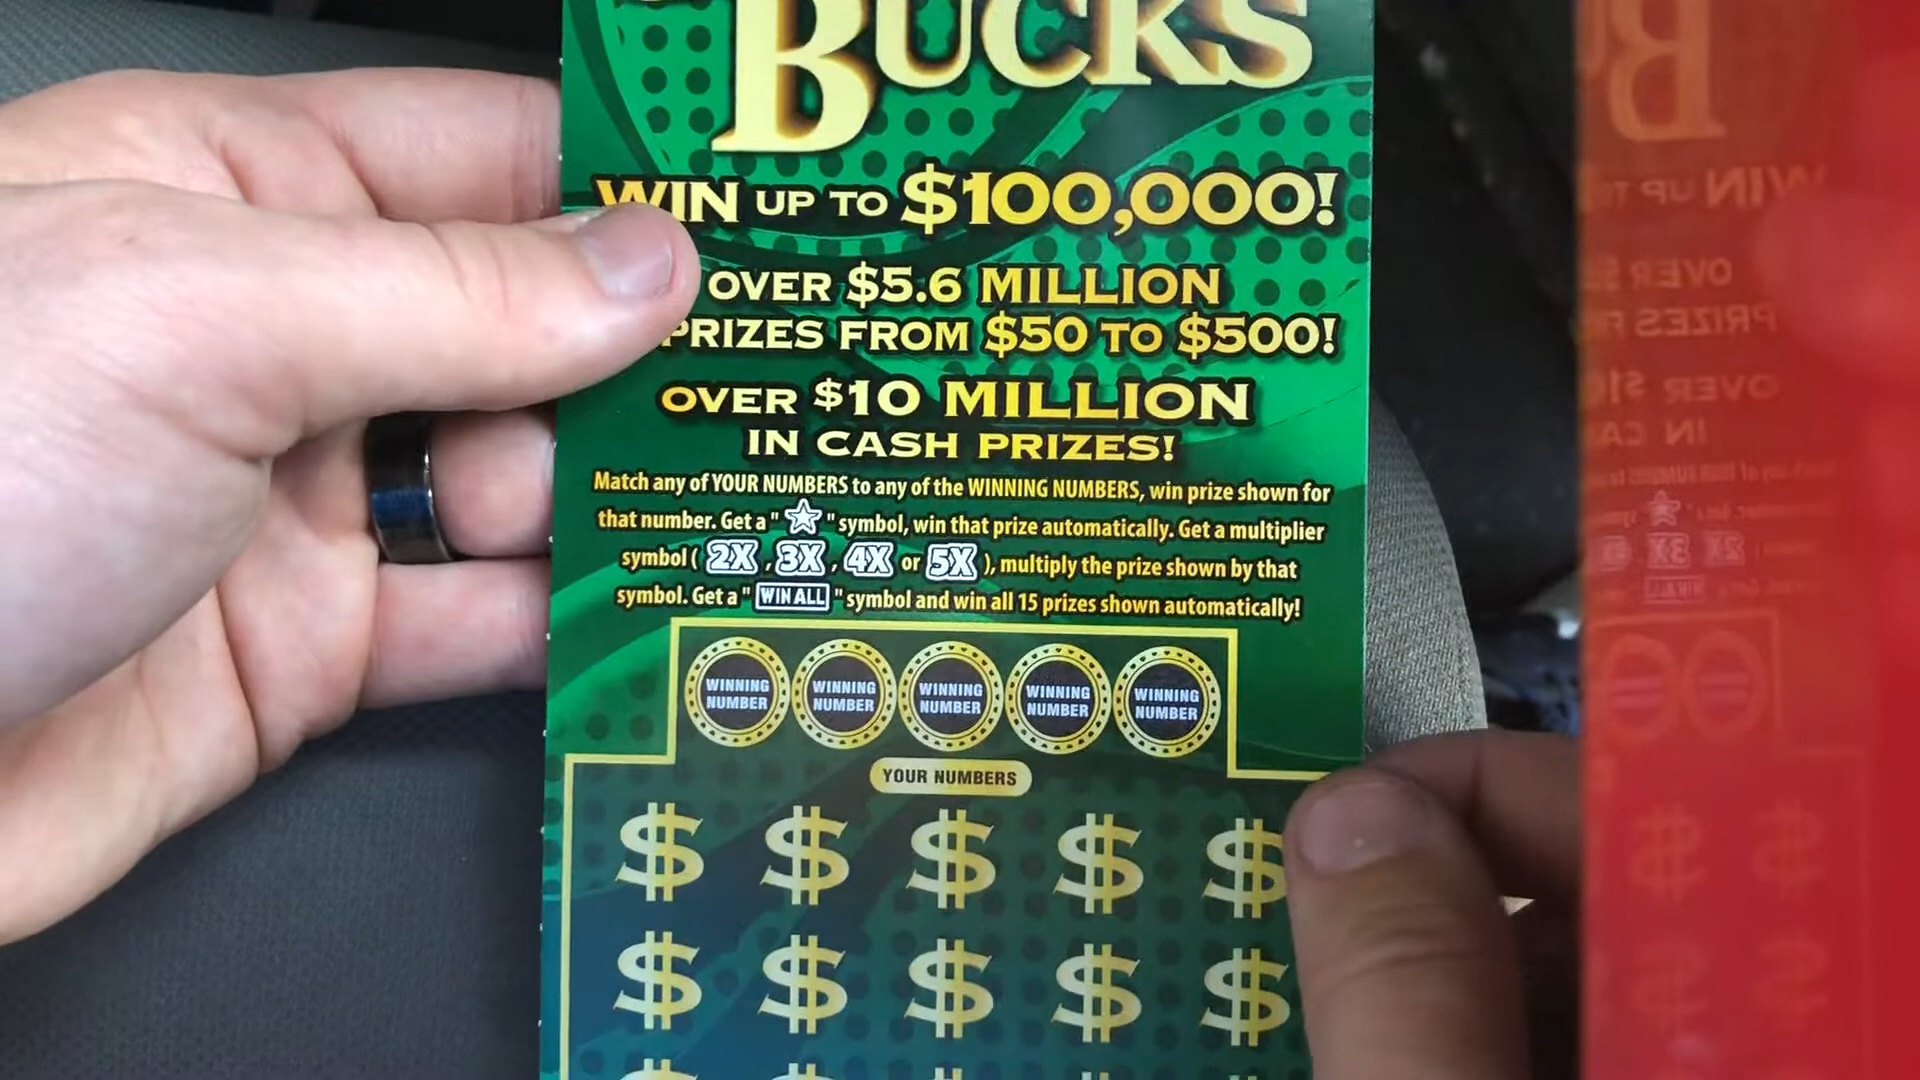 BUCKS
WIN UP TO $100,000!
OVER $5.6 MILLION
PRIZES FROM $50 TO $500!
OVER $10 MILLION
IN CASH PRIZES!
Match any of YOUR NUMBERS to any of the WINNING NUMBERS, win prize shown for
that number. Get a " " symbol, win that prize automatically. Get a multiplier
symbol ( 2X , 3X , 4X or 5X ), multiply the prize shown by that
symbol. Get a " WIN ALL " symbol and win all 15 prizes shown automatically!
WINNING NUMBER
WINNING NUMBER
WINNING NUMBER
WINNING NUMBER
WINNING NUMBER
YOUR NUMBERS
$ $ $ $ $
$ $ $ $ $